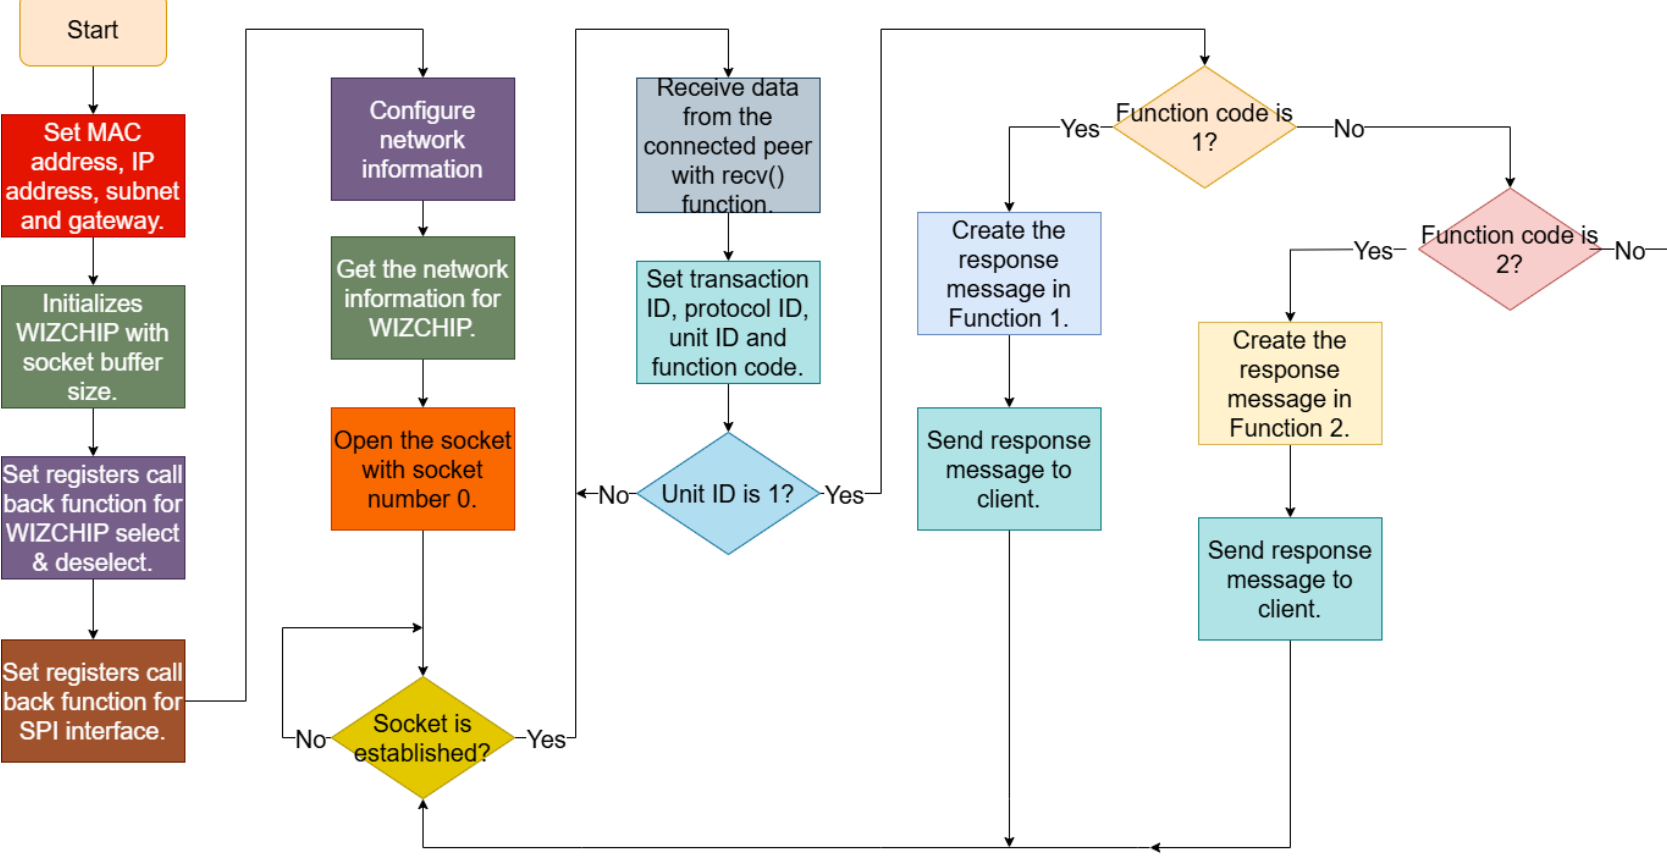 Start
Set MAC
address, IP
address, subnet
and gateway.
Initializes
WIZCHIP with
socket buffer
size.
Set registers call
back function for
WIZCHIP select
& deselect.
Set registers call
back function for
SPI interface.
Configure
network
information
Get the network
information for
WIZCHIP.
Open the socket
with socket
number 0.
Socket is
established?
No
Yes
Receive data
from the
connected peer
with recv()
function.
Set transaction
ID, protocol ID,
unit ID and
function code.
Unit ID is 1?
No
Yes
Function code is
1?
Yes
No
Create the
response
message in
Function 1.
Send response
message to
client.
Function code is
2?
Yes
No
Create the
response
message in
Function 2.
Send response
message to
client.